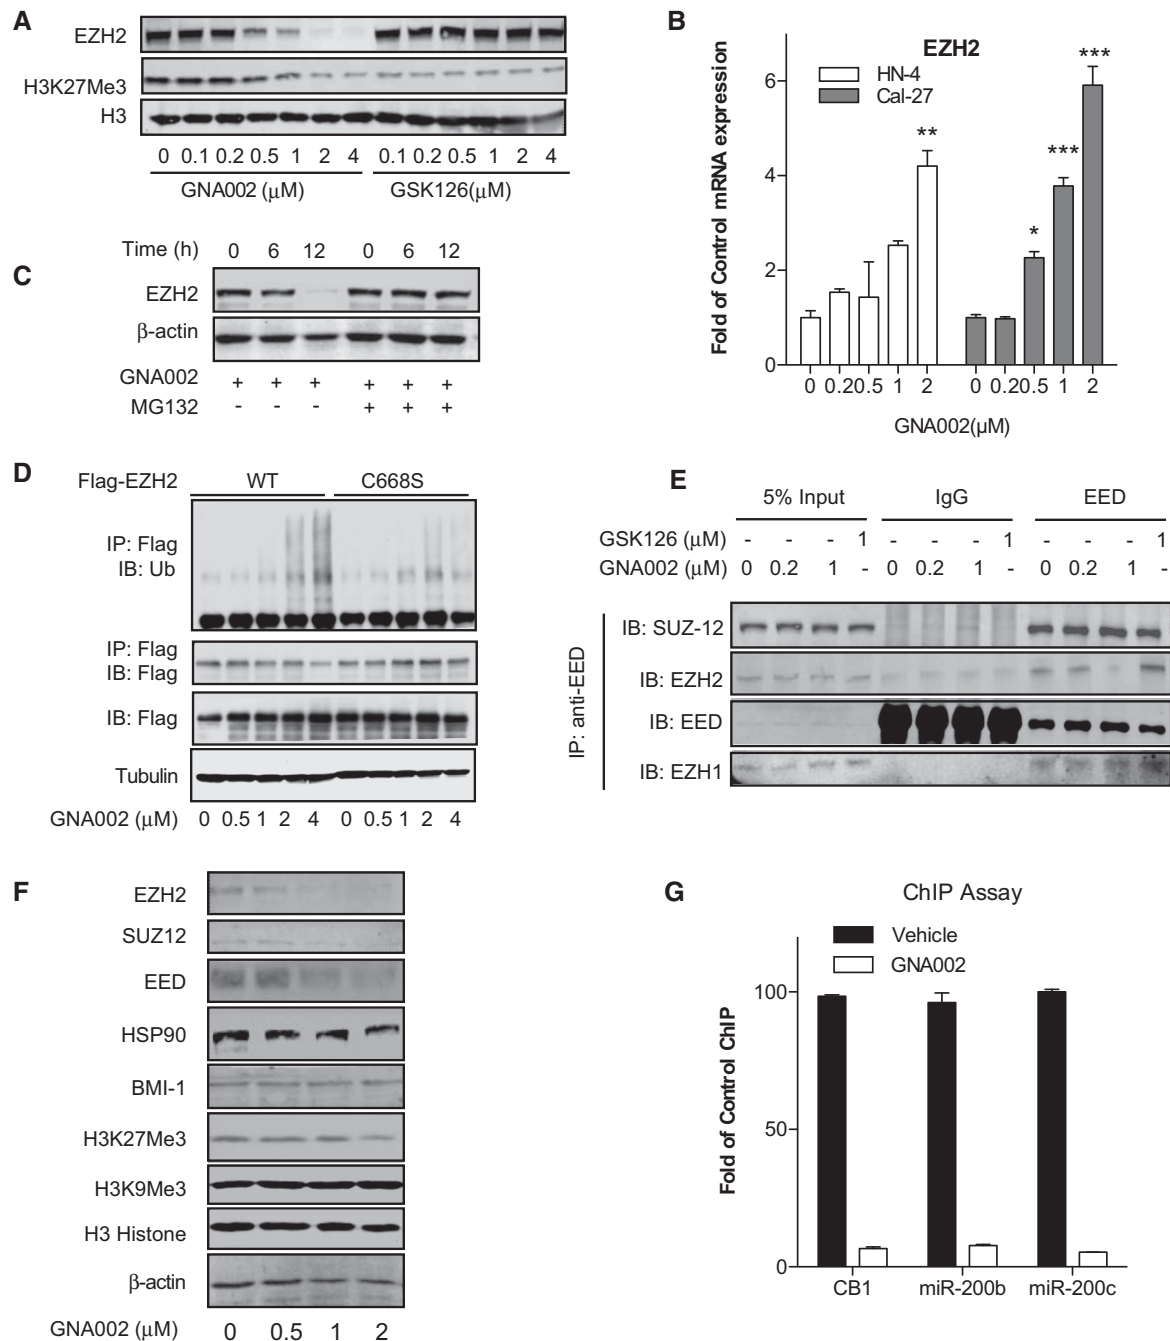 A
EZH2
H3K27Me3
H3
0 0.1 0.2 0.5 1 2 4 0.1 0.2 0.5 1 2 4
GNA002 (μM) GSK126(μM)
B
EZH2
HN-4
Cal-27
Fold of Control mRNA expression
6
4
2
0
** * *** ***
0 0.2 0.5 1 2 0 0.2 0.5 1 2
GNA002(μM)
C
Time (h) 0 6 12 0 6 12
EZH2
β-actin
GNA002 + + + + + +
MG132 - - - + + +
D
Flag-EZH2 WT C668S
IP: Flag
IB: Ub
IP: Flag
IB: Flag
IB: Flag
Tubulin
GNA002 (μM) 0 0.5 1 2 4 0 0.5 1 2 4
E
5% Input IgG EED
GSK126 (μM) - - - 1 - - - 1 - - - 1
GNA002 (μM) 0 0.2 1 - 0 0.2 1 - 0 0.2 1 -
IP: anti-EED
IB: SUZ-12
IB: EZH2
IB: EED
IB: EZH1
F
EZH2
SUZ12
EED
HSP90
BMI-1
H3K27Me3
H3K9Me3
H3 Histone
β-actin
GNA002 (μM) 0 0.5 1 2
G
ChIP Assay
Vehicle
GNA002
Fold of Control ChIP
100
50
0
CB1 miR-200b miR-200c